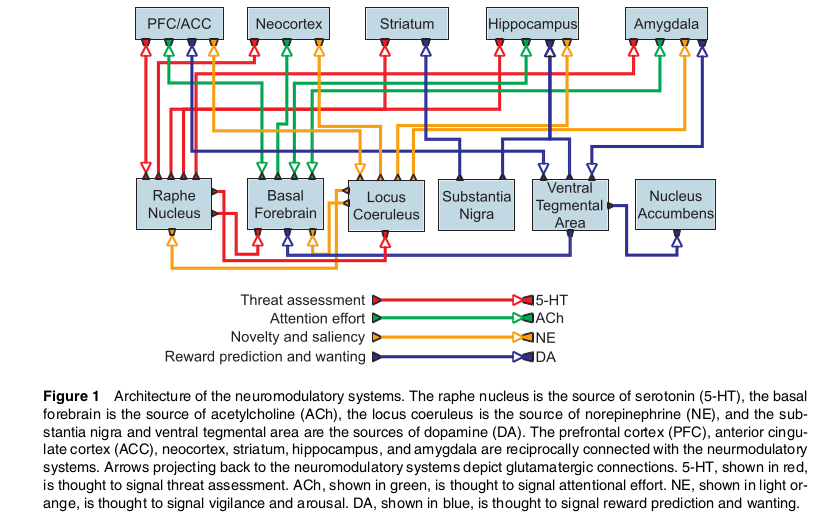 PFC/ACC
Neocortex
Striatum
Hippocampus
Amygdala
Raphe
Nucleus
Basal
Forebrain
Locus
Coeruleus
Substantia
Nigra
Ventral
Tegmental
Area
Nucleus
Accumbens
Threat assessment 5-HT
Attention effort ACh
Novelty and saliency NE
Reward prediction and wanting DA
Figure 1 Architecture of the neuromodulatory systems. The raphe nucleus is the source of serotonin (5-HT), the basal
forebrain is the source of acetylcholine (ACh), the locus coeruleus is the source of norepinephrine (NE), and the sub-
stantia nigra and ventral tegmental area are the sources of dopamine (DA). The prefrontal cortex (PFC), anterior cingu-
late cortex (ACC), neocortex, striatum, hippocampus, and amygdala are reciprocally connected with the neurmodulatory
systems. Arrows projecting back to the neuromodulatory systems depict glutamatergic connections. 5-HT, shown in red,
is thought to signal threat assessment. ACh, shown in green, is thought to signal attentional effort. NE, shown in light or-
ange, is thought to signal vigilance and arousal. DA, shown in blue, is thought to signal reward prediction and wanting.